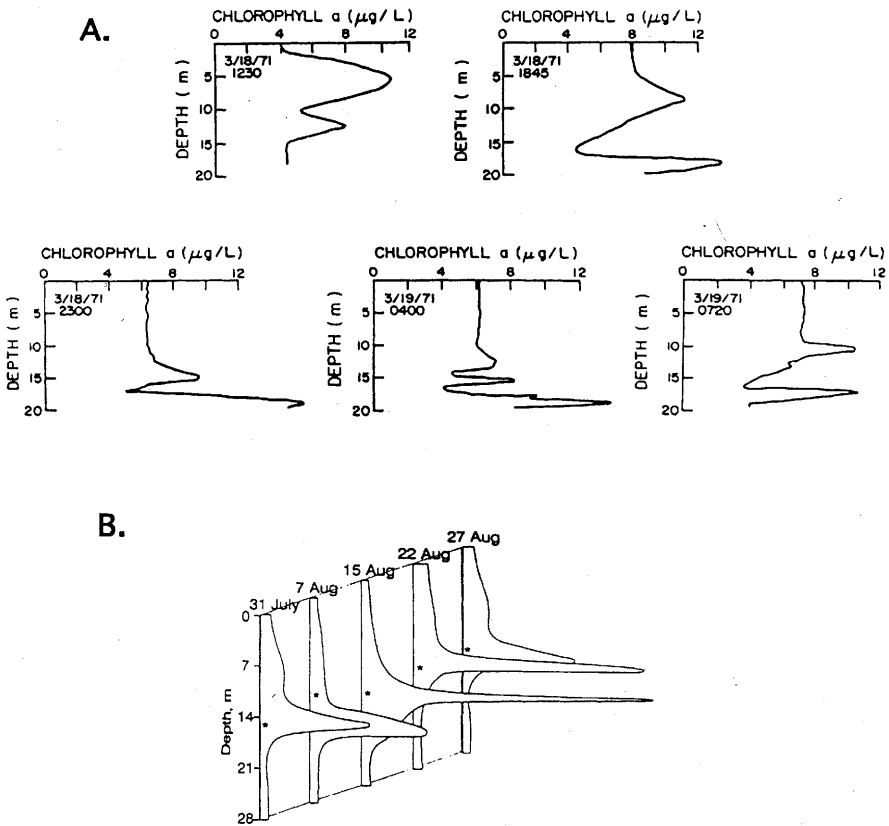 A.
CHLOROPHYLL a (μg/L)
0 4 8 12
DEPTH (m)
5
10
15
20
3/18/71
1230
CHLOROPHYLL a (μg/L)
0 4 8 12
DEPTH (m)
5
10
15
20
3/18/71
1845
CHLOROPHYLL a (μg/L)
0 4 8 12
DEPTH (m)
5
10
15
20
3/18/71
2300
CHLOROPHYLL a (μg/L)
0 4 8 12
DEPTH (m)
5
10
15
20
3/19/71
0400
CHLOROPHYLL a (μg/L)
0 4 8 12
DEPTH (m)
5
10
15
20
3/19/71
0720
B.
27 Aug
22 Aug
15 Aug
7 Aug
31 July
Depth, m
0
7
14
21
28